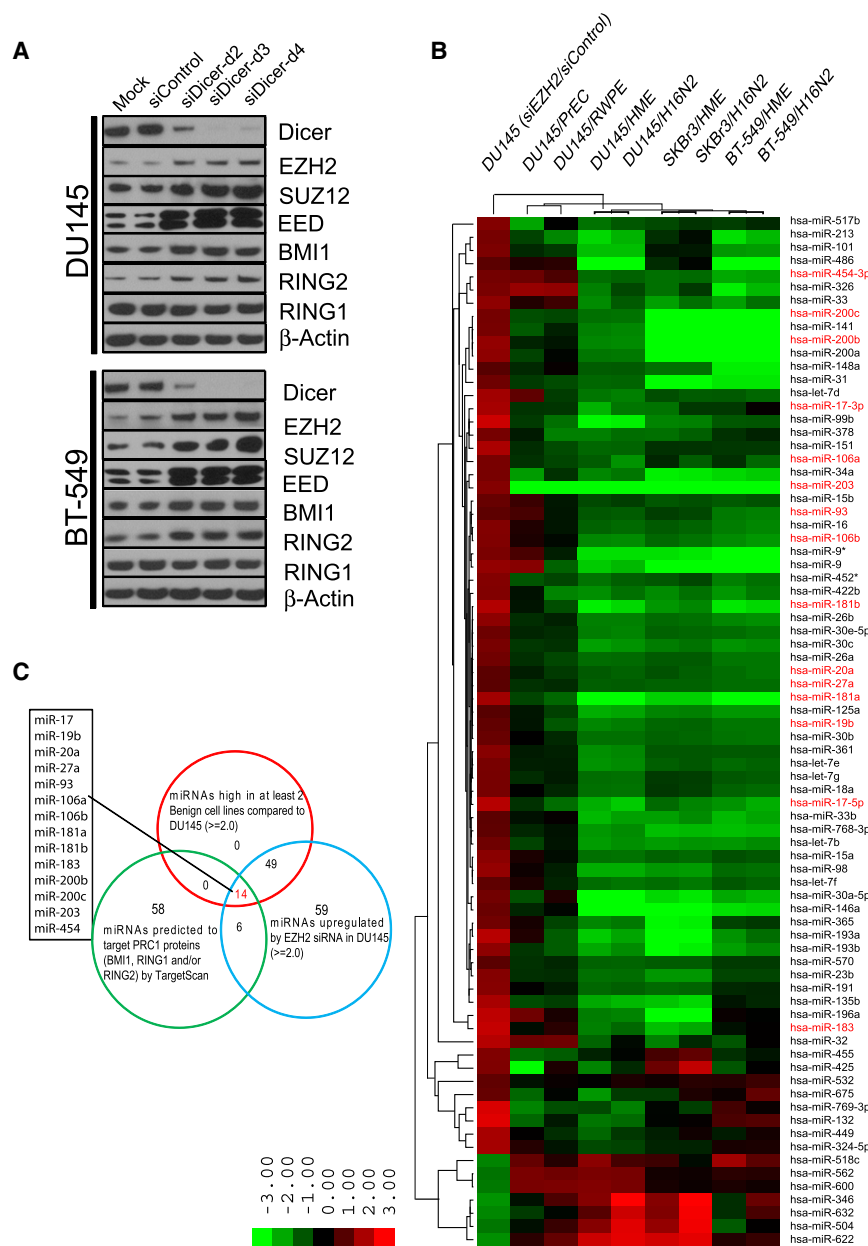 A
Mock
siControl
siDicer-d2
siDicer-d3
siDicer-d4
DU145
Dicer
EZH2
SUZ12
EED
BMI1
RING2
RING1
β-Actin
BT-549
Dicer
EZH2
SUZ12
EED
BMI1
RING2
RING1
β-Actin
B
DU145 (siEZH2/siControl)
DU145/PrEC
DU145/RWPE
DU145/HME
DU145/H16N2
SKBr3/HME
SKBr3/H16N2
BT-549/HME
BT-549/H16N2
hsa-miR-517b
hsa-miR-213
hsa-miR-101
hsa-miR-486
hsa-miR-454-3p
hsa-miR-326
hsa-miR-33
hsa-miR-200c
hsa-miR-141
hsa-miR-200b
hsa-miR-200a
hsa-miR-148a
hsa-miR-31
hsa-let-7d
hsa-miR-17-3p
hsa-miR-99b
hsa-miR-378
hsa-miR-151
hsa-miR-106a
hsa-miR-34a
hsa-miR-203
hsa-miR-15b
hsa-miR-93
hsa-miR-16
hsa-miR-106b
hsa-miR-9*
hsa-miR-9
hsa-miR-452*
hsa-miR-422b
hsa-miR-181b
hsa-miR-26b
hsa-miR-30e-5p
hsa-miR-30c
hsa-miR-26a
hsa-miR-20a
hsa-miR-27a
hsa-miR-181a
hsa-miR-125a
hsa-miR-19b
hsa-miR-30b
hsa-miR-361
hsa-let-7e
hsa-let-7g
hsa-miR-18a
hsa-miR-17-5p
hsa-miR-33b
hsa-miR-768-3p
hsa-let-7b
hsa-miR-15a
hsa-miR-98
hsa-let-7f
hsa-miR-30a-5p
hsa-miR-146a
hsa-miR-365
hsa-miR-193a
hsa-miR-193b
hsa-miR-570
hsa-miR-23b
hsa-miR-191
hsa-miR-135b
hsa-miR-196a
hsa-miR-183
hsa-miR-32
hsa-miR-455
hsa-miR-425
hsa-miR-532
hsa-miR-675
hsa-miR-769-3p
hsa-miR-132
hsa-miR-449
hsa-miR-324-5p
hsa-miR-518c
hsa-miR-562
hsa-miR-600
hsa-miR-346
hsa-miR-632
hsa-miR-504
hsa-miR-622
C
miR-17
miR-19b
miR-20a
miR-27a
miR-93
miR-106a
miR-106b
miR-181a
miR-181b
miR-183
miR-200b
miR-200c
miR-203
miR-454
miRNAs high in at least 2
Benign cell lines compared to
DU145 (>=2.0)
0
49
0
14
6
58
miRNAs predicted to
target PRC1 proteins
(BMI1, RING1 and/or
RING2) by TargetScan
59
miRNAs upregulated
by EZH2 siRNA in DU145
(>=2.0)
-3.00
-2.00
-1.00
0.00
1.00
2.00
3.00